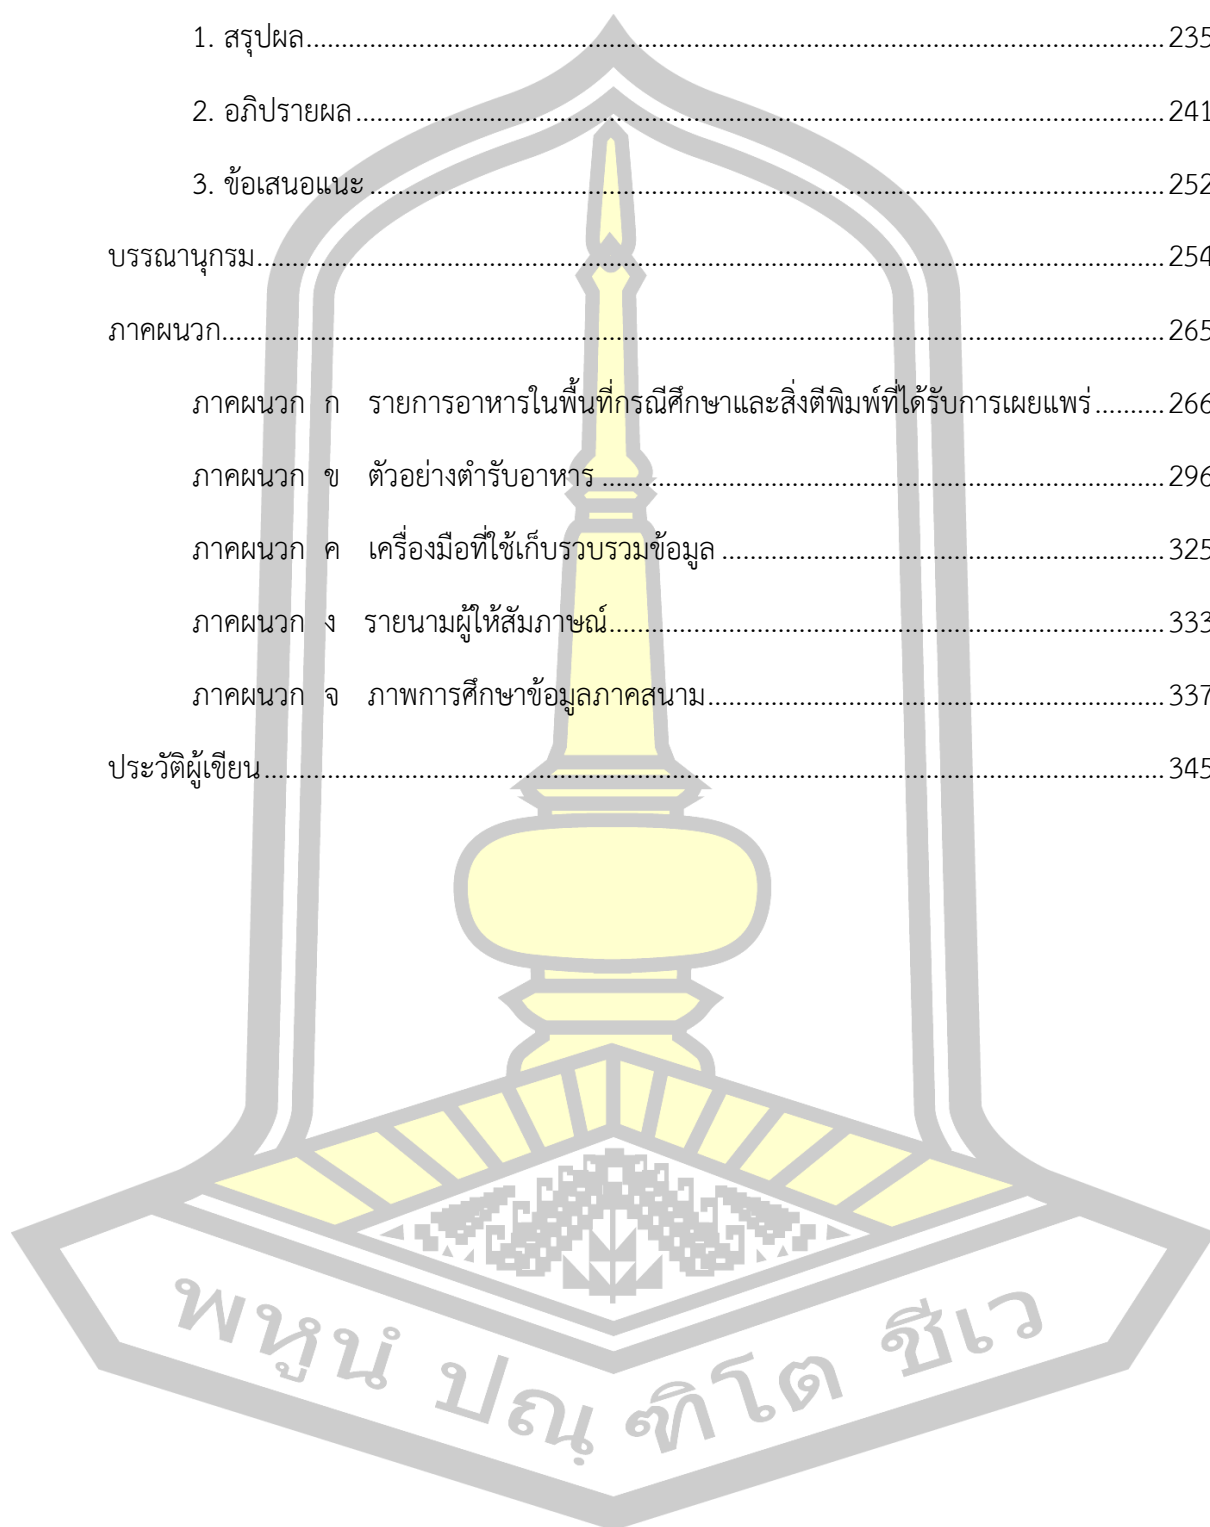 1. สรุปผล 235
2. อภิปรายผล 241
3. ข้อเสนอแนะ 252
บรรณานุกรม 254
ภาคผนวก 265
ภาคผนวก ก รายการอาหารในพื้นที่กรณีศึกษาและสิ่งตีพิมพ์ที่ได้รับการเผยแพร่ 266
ภาคผนวก ข ตัวอย่างตำรับอาหาร 296
ภาคผนวก ค เครื่องมือที่ใช้เก็บรวบรวมข้อมูล 325
ภาคผนวก ง รายนามผู้ให้สัมภาษณ์ 333
ภาคผนวก จ ภาพการศึกษาข้อมูลภาคสนาม 337
ประวัติผู้เขียน 345
พหูนํ ปณฺฑิโต ชีเว